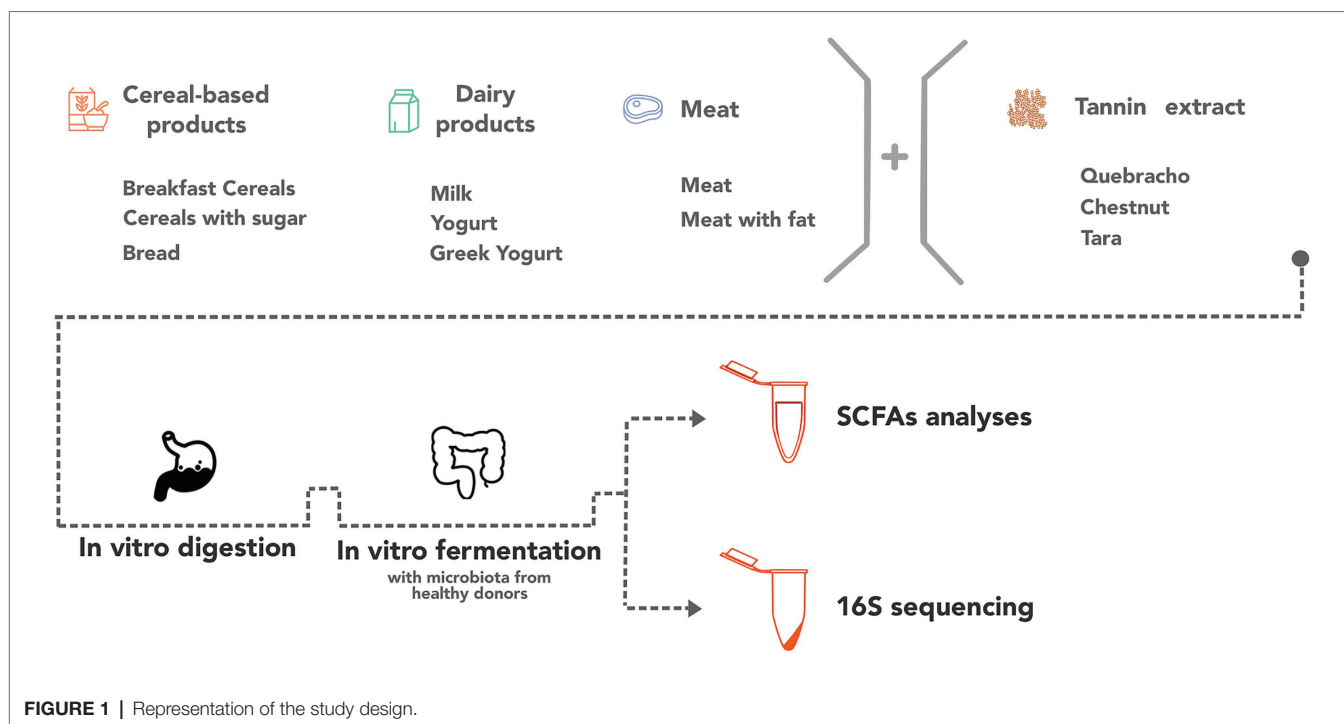 Cereal-based
products
Breakfast Cereals
Cereals with sugar
Bread
Dairy
products
Milk
Yogurt
Greek Yogurt
Meat
Meat
Meat with fat
+
Tannin extract
Quebracho
Chestnut
Tara
In vitro digestion
In vitro fermentation
with microbiota from
healthy donors
SCFAs analyses
16S sequencing
FIGURE 1 | Representation of the study design.